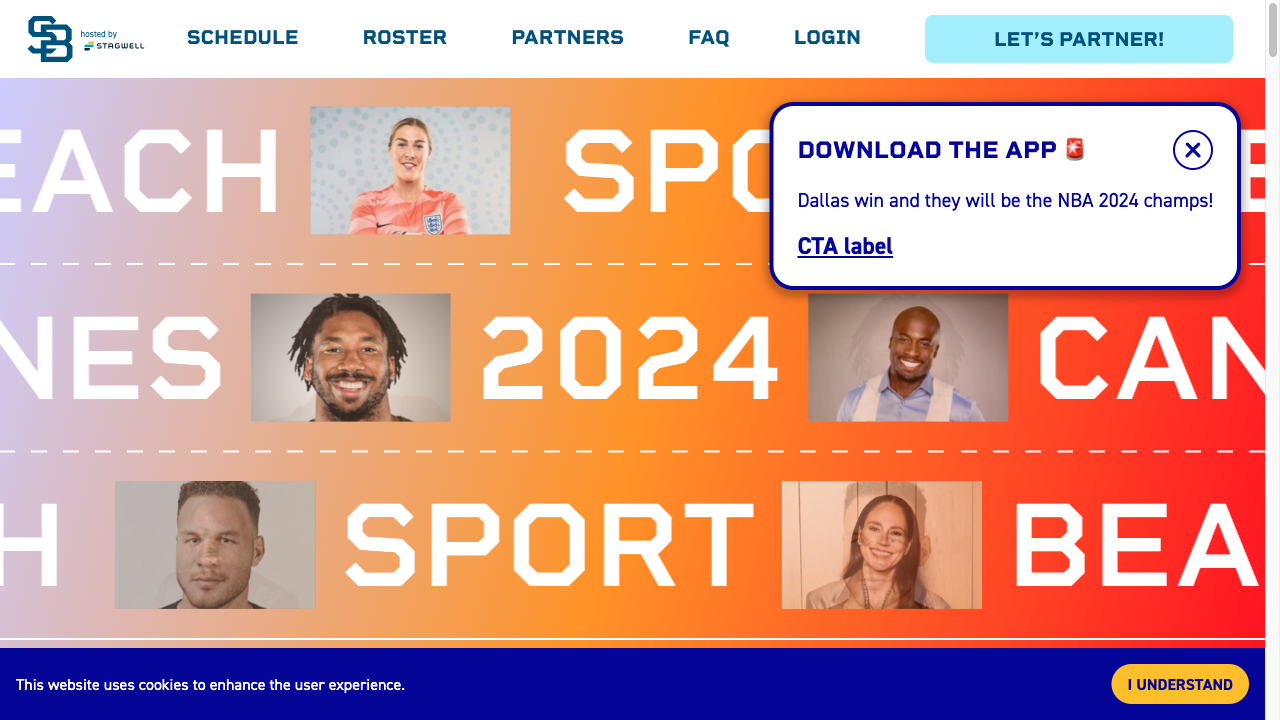 SB hosted by STAGWELL
SCHEDULE ROSTER PARTNERS FAQ LOGIN
LET'S PARTNER!
EACH SPO
DOWNLOAD THE APP 🚨
Dallas win and they will be the NBA 2024 champs!
CTA label
NES 2024 CAN
H SPORT BEA
This website uses cookies to enhance the user experience.
I UNDERSTAND